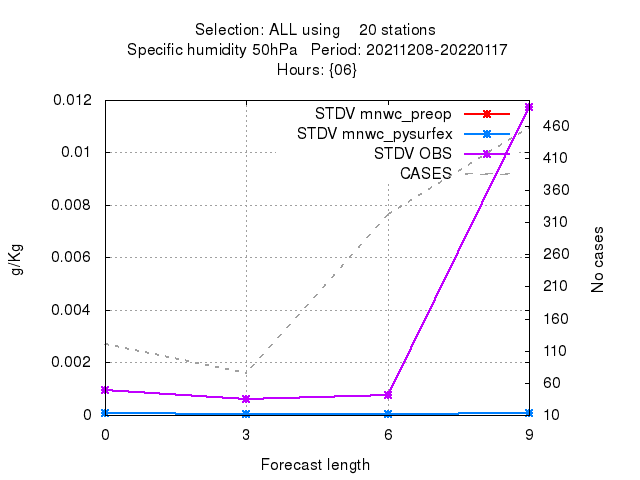 Selection: ALL using    20 stations
Specific humidity 50hPa   Period: 20211208-20220117
Hours: {06}
STDV mnwc_preop
STDV mnwc_pysurfex
STDV OBS
CASES
0.012
0.01
0.008
0.006
0.004
0.002
0
g/Kg
460
410
360
310
260
210
160
110
60
10
No cases
0 3 6 9
Forecast length